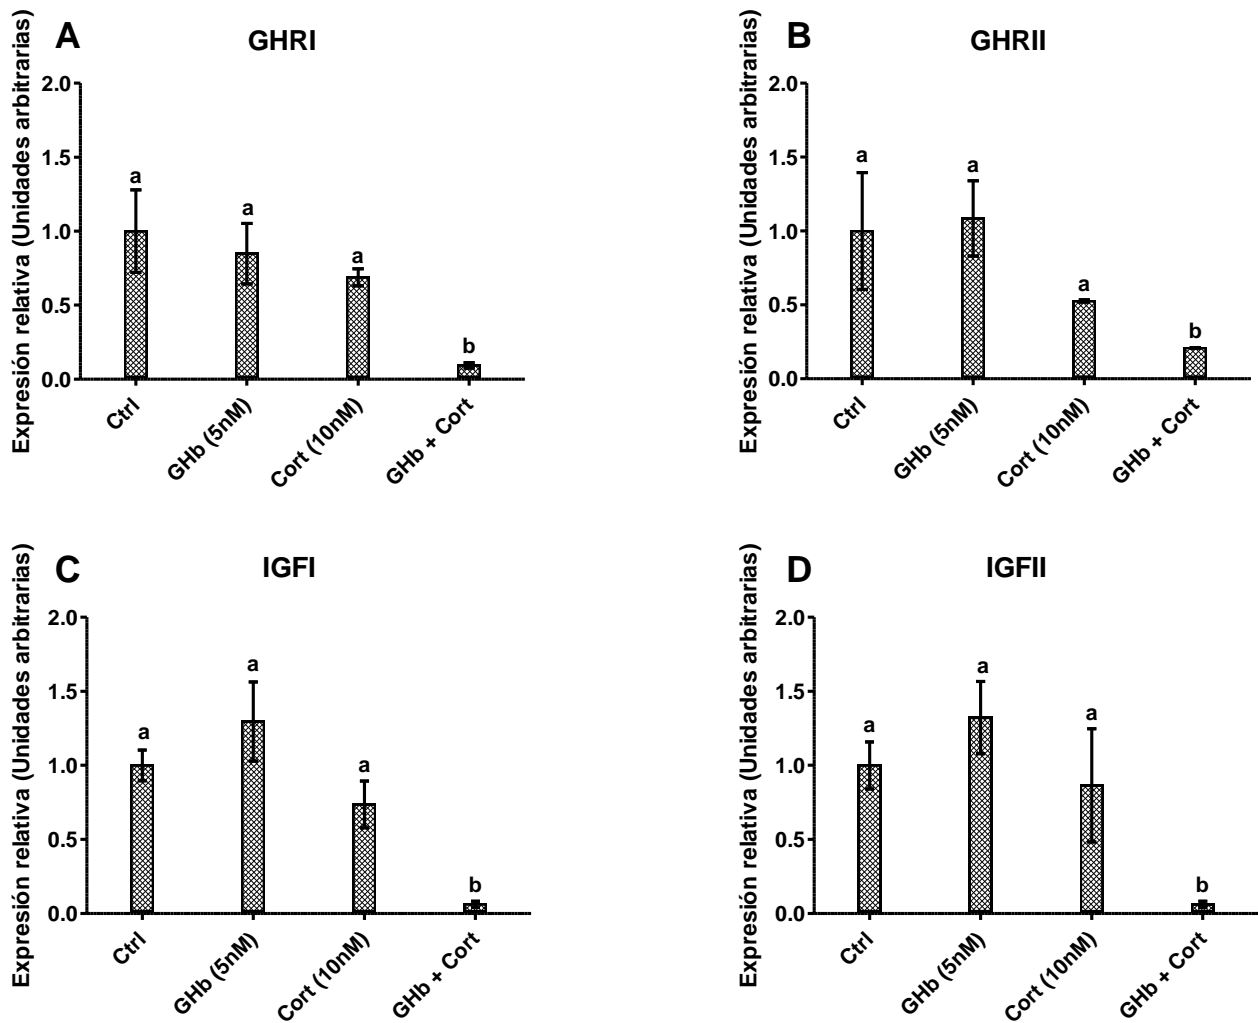 A
GHRI
Expresión relativa (Unidades arbitrarias)
2.0
1.5
1.0
0.5
0.0
a
a
a
b
Ctrl
GHb (5nM)
Cort (10nM)
GHb + Cort
B
GHRII
Expresión relativa (Unidades arbitrarias)
2.0
1.5
1.0
0.5
0.0
a
a
a
b
Ctrl
GHb (5nM)
Cort (10nM)
GHb + Cort
C
IGFI
Expresión relativa (Unidades arbitrarias)
2.0
1.5
1.0
0.5
0.0
a
a
a
b
Ctrl
GHb (5nM)
Cort (10nM)
GHb + Cort
D
IGFII
Expresión relativa (Unidades arbitrarias)
2.0
1.5
1.0
0.5
0.0
a
a
a
b
Ctrl
GHb (5nM)
Cort (10nM)
GHb + Cort